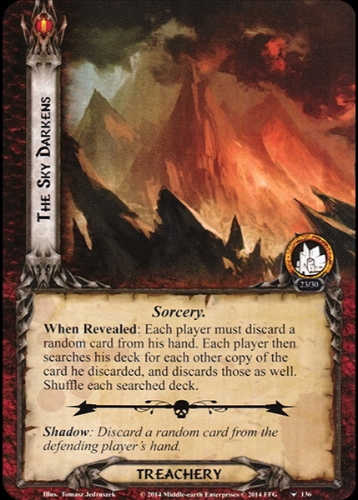 THE SKY DARKENS
23/30
Sorcery.
When Revealed: Each player must discard a
random card from his hand. Each player then
searches his deck for each other copy of the
card he discarded, and discards those as well.
Shuffle each searched deck.
Shadow: Discard a random card from the
defending player's hand.
TREACHERY
Illus. Tomasz Jedruszek
© 2014 Middle-earth Enterprises © 2014 FFG
136